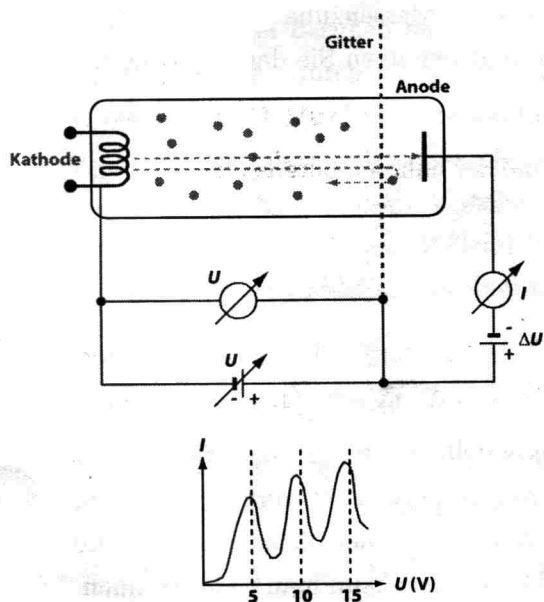 Gitter
Anode
Kathode
U
I
- ΔU
+
U
- +
I
U (V)
5 10 15